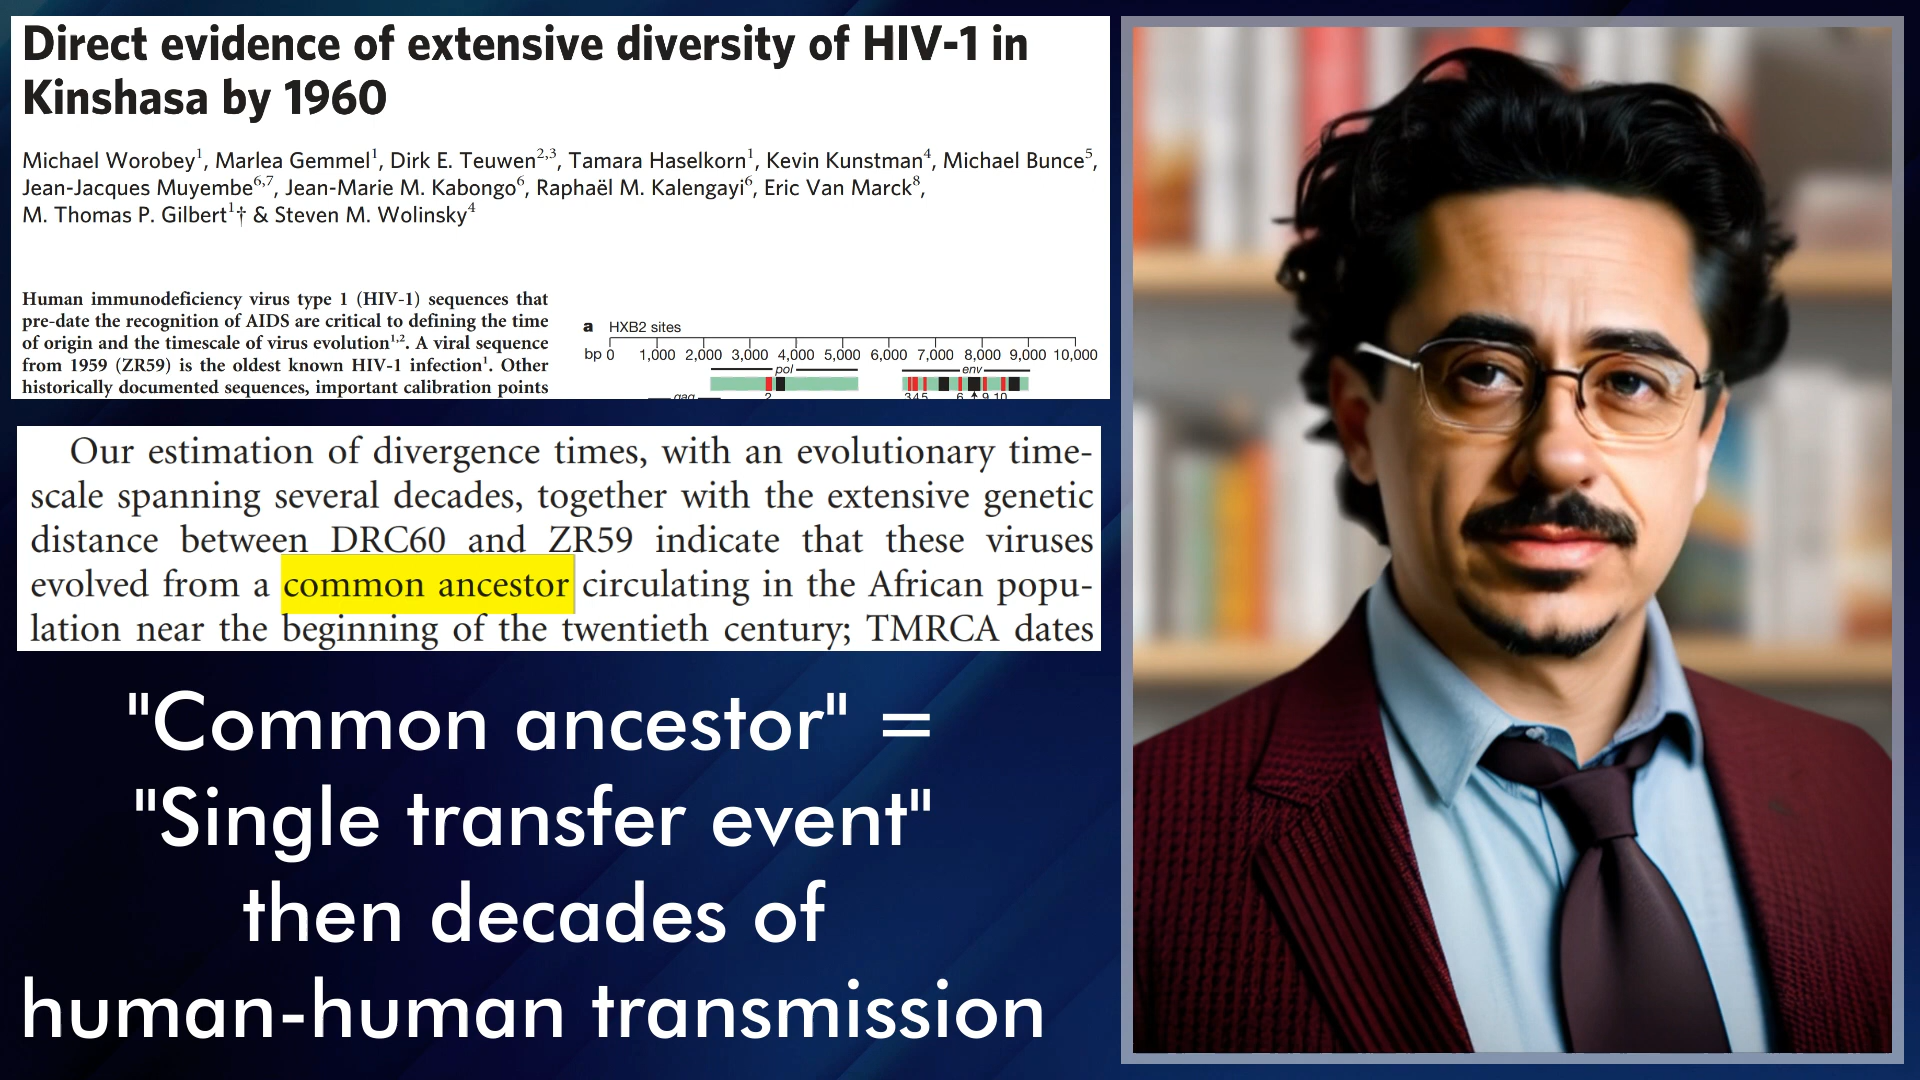 Direct evidence of extensive diversity of HIV-1 in
Kinshasa by 1960
Michael Worobey1, Marlea Gemmel1, Dirk E. Teuwen2,3, Tamara Haselkorn1, Kevin Kunstman4, Michael Bunce5,
Jean-Jacques Muyembe6,7, Jean-Marie M. Kabongo6, Raphaël M. Kalengayi6, Eric Van Marck8,
M. Thomas P. Gilbert1† & Steven M. Wolinsky4
Human immunodeficiency virus type 1 (HIV-1) sequences that
pre-date the recognition of AIDS are critical to defining the time
of origin and the timescale of virus evolution1,2. A viral sequence
from 1959 (ZR59) is the oldest known HIV-1 infection1. Other
historically documented sequences, important calibration points
a HXB2 sites
bp 0 1,000 2,000 3,000 4,000 5,000 6,000 7,000 8,000 9,000 10,000
pol env
gag 2 345 6 9 10
Our estimation of divergence times, with an evolutionary time-
scale spanning several decades, together with the extensive genetic
distance between DRC60 and ZR59 indicate that these viruses
evolved from a common ancestor circulating in the African popu-
lation near the beginning of the twentieth century; TMRCA dates
"Common ancestor" =
"Single transfer event"
then decades of
human-human transmission